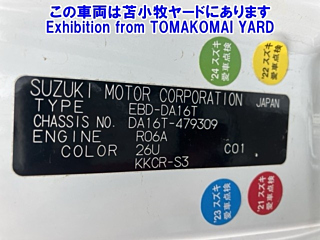 この車両は苫小牧ヤードにあります
Exhibition from TOMAKOMAI YARD
SUZUKI MOTOR CORPORATION JAPAN
TYPE EBD-DA16T
CHASSIS NO. DA16T-479309
ENGINE R06A
COLOR 26U C01
KKCR-S3
'24 スズキ
愛車点検
'22 スズキ
愛車点検
'23 スズキ
愛車点検
'21 スズキ
愛車点検